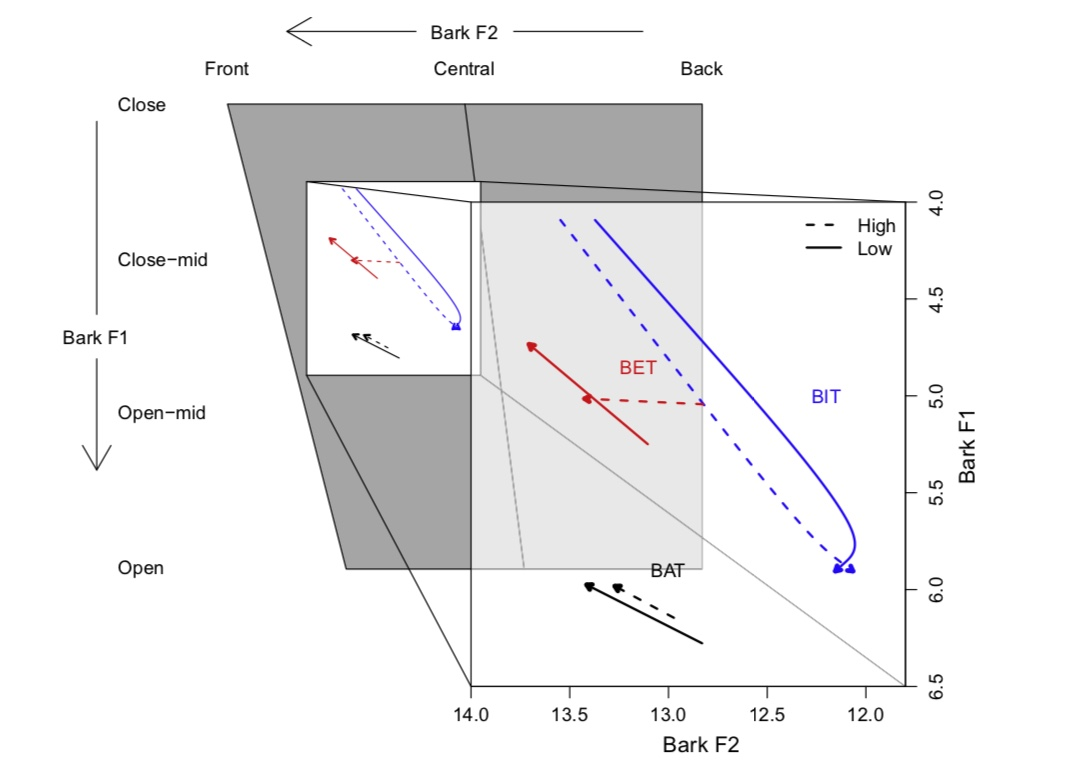 Bark F2
Front Central Back
Close
4.0
High
Low
4.5
Close−mid
Bark F1
BET
BIT
5.0
Open−mid
Bark F1
5.5
Open
BAT
6.0
6.5
14.0 13.5 13.0 12.5 12.0
Bark F2